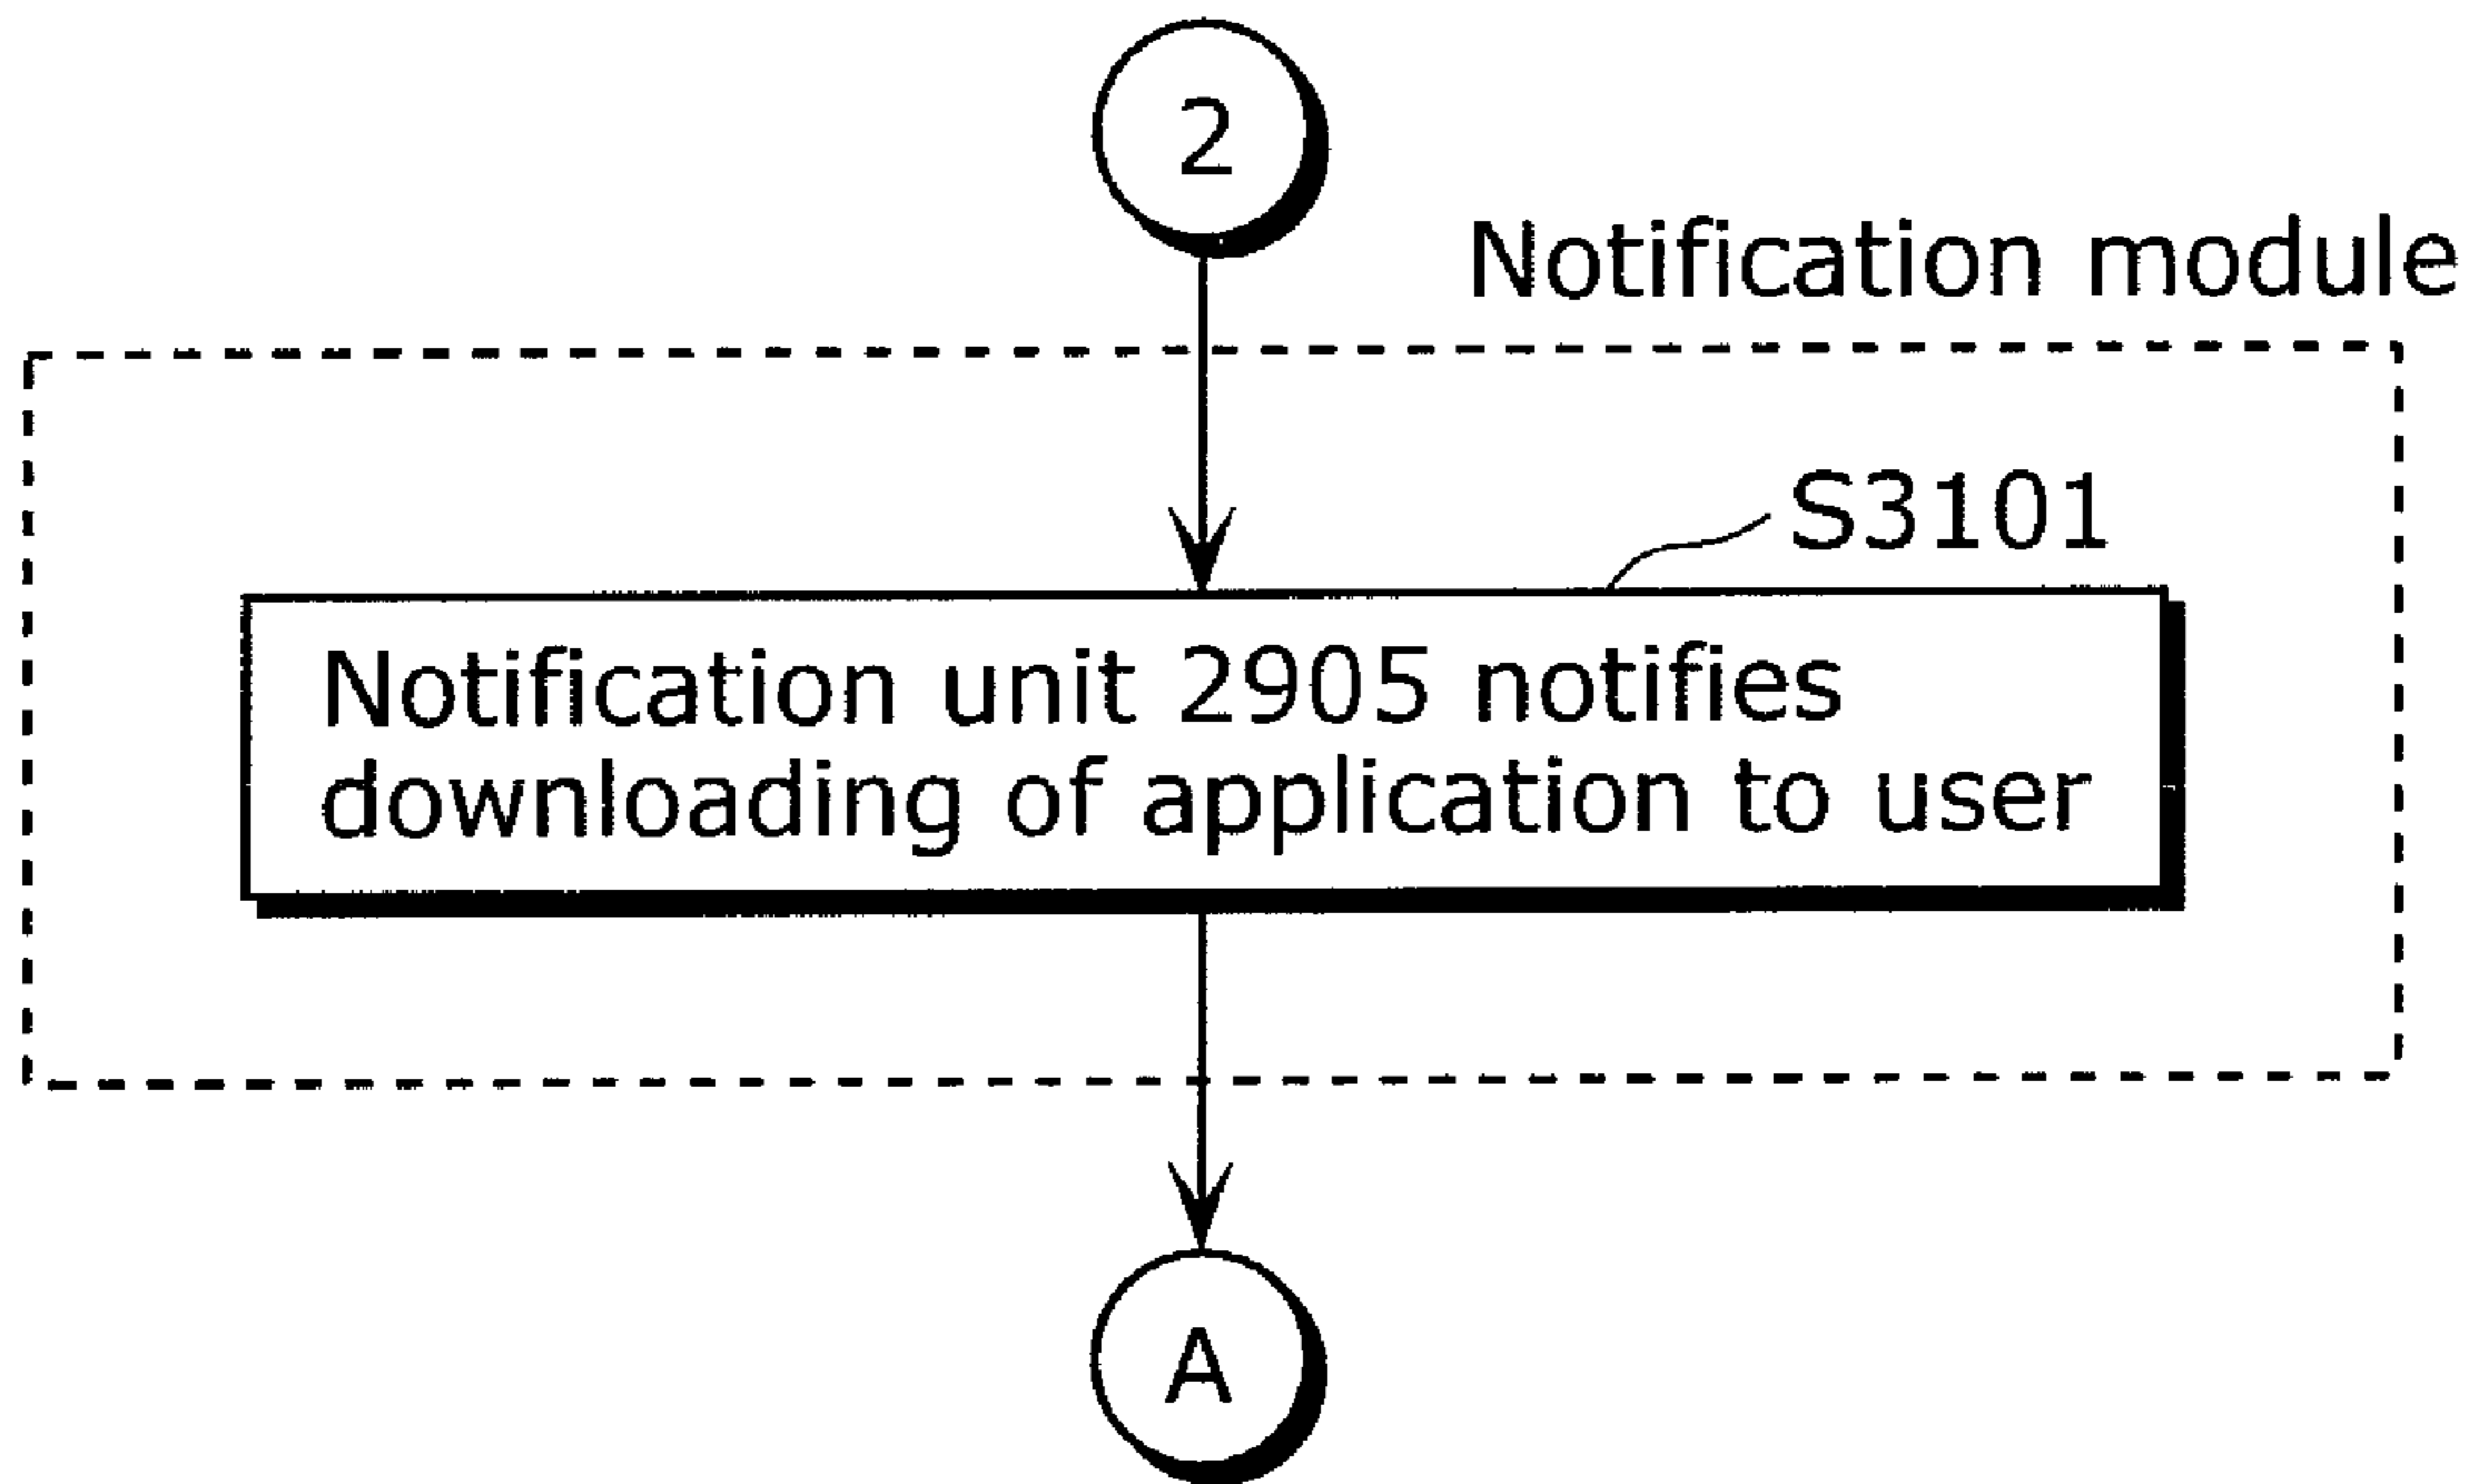 2
Notification module
S3101
Notification unit 2905 notifies
downloading of application to user
A